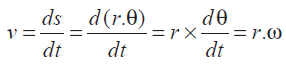 v = ds/dt = d(r.θ)/dt = r × dθ/dt = r.ω